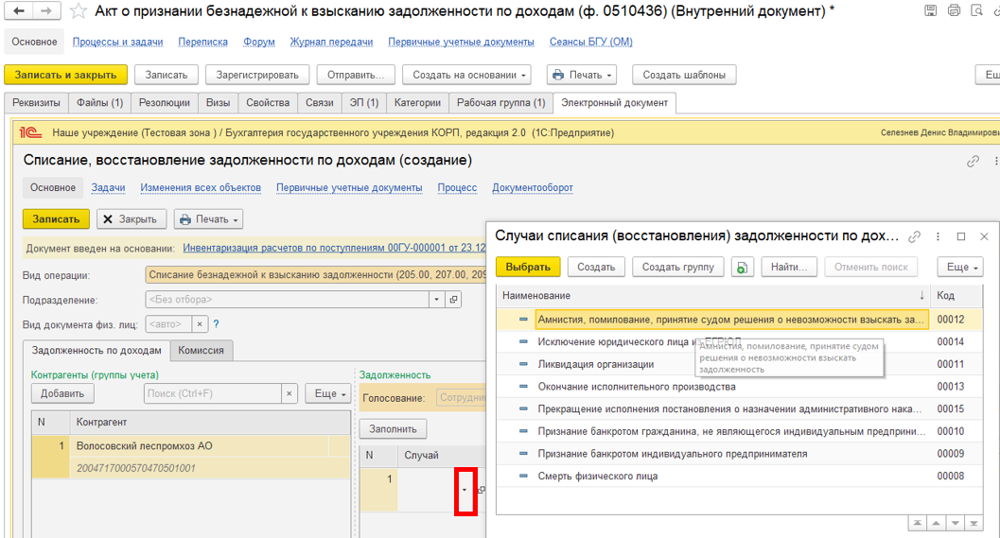 Акт о признании безнадежной к взысканию задолженности по доходам (ф. 0510436) (Внутренний документ) *
Основное Процессы и задачи Переписка Форум Журнал передачи Первичные учетные документы Сеансы БГУ (ОМ)
Записать и закрыть Записать Зарегистрировать Отправить... Создать на основании Печать Создать шаблоны Ещ
Реквизиты Файлы (1) Резолюции Визы Свойства Связи ЭП (1) Категории Рабочая группа (1) Электронный документ
1С Наше учреждение (Тестовая зона ) / Бухгалтерия государственного учреждения КОРП, редакция 2.0 (1С:Предприятие) Селезнев Денис Владимирови
Списание, восстановление задолженности по доходам (создание)
Основное Задачи Изменения всех объектов Первичные учетные документы Процесс Документооборот
Записать Закрыть Печать
Документ введен на основании: Инвентаризация расчетов по поступлениям 00ГУ-000001 от 23.12
Вид операции: Списание безнадежной к взысканию задолженности (205.00, 207.00, 209
Подразделение: <Без отбора>
Вид документа физ. лиц: <авто> × ?
Задолженность по доходам Комиссия
Контрагенты (группы учета)
Добавить Поиск (Ctrl+F) × Еще
N Контрагент
1 Волосовский леспромхоз АО
2004717000570470501001
Задолженность
Голосование: Сотрудни
Заполнить
N Случай
1
Случаи списания (восстановления) задолженности по дох...
Выбрать Создать Создать группу Найти... Отменить поиск Еще
Наименование ↓ Код
Амнистия, помилование, принятие судом решения о невозможности взыскать за... 00012
Исключение юридического лица из ЕГРЮЛ 00014
Амнистия, помилование, принятие судом
решения о невозможности взыскать
задолженность
Ликвидация организации 00011
Окончание исполнительного производства 00013
Прекращение исполнения постановления о назначении административного нака... 00015
Признание банкротом гражданина, не являющегося индивидуальным предприни... 00010
Признание банкротом индивидуального предпринимателя 00009
Смерть физического лица 00008